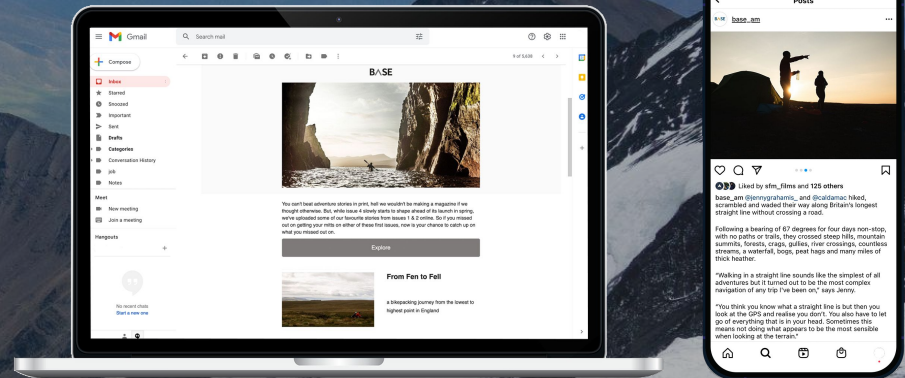 Gmail
Search mail
Compose
9 of 5,630
Inbox
Starred
Snoozed
Important
Sent
Drafts
Categories
Conversation History
job
Notes
Meet
New meeting
Join a meeting
Hangouts
No recent chats
Start a new one
BASE
You can't beat adventure stories in print, hell we wouldn't be making a magazine if we
thought otherwise. But, while issue 4 slowly starts to shape ahead of its launch in spring,
we've uploaded some of our favourite stories from issues 1 & 2 online. So if you missed
out on getting your mitts on either of these first issues, now is your chance to catch up on
what you missed out on.
Explore
From Fen to Fell
a bikepacking journey from the lowest to
highest point in England
Posts
BASE base_am
Liked by sfm_films and 125 others
base_am @jennygrahamis_ and @caldamac hiked,
scrambled and waded their way along Britain's longest
straight line without crossing a road.
Following a bearing of 67 degrees for four days non-stop,
with no paths or trails, they crossed steep hills, mountain
summits, forests, crags, gullies, river crossings, countless
streams, a waterfall, bogs, peat hags and many miles of
thick heather.
"Walking in a straight line sounds like the simplest of all
adventures but it turned out to be the most complex
navigation of any trip I've been on," says Jenny.
"You think you know what a straight line is but then you
look at the GPS and realise you don't. You also have to let
go of everything that is in your head. Sometimes this
means not doing what appears to be the most sensible
when looking at the terrain."